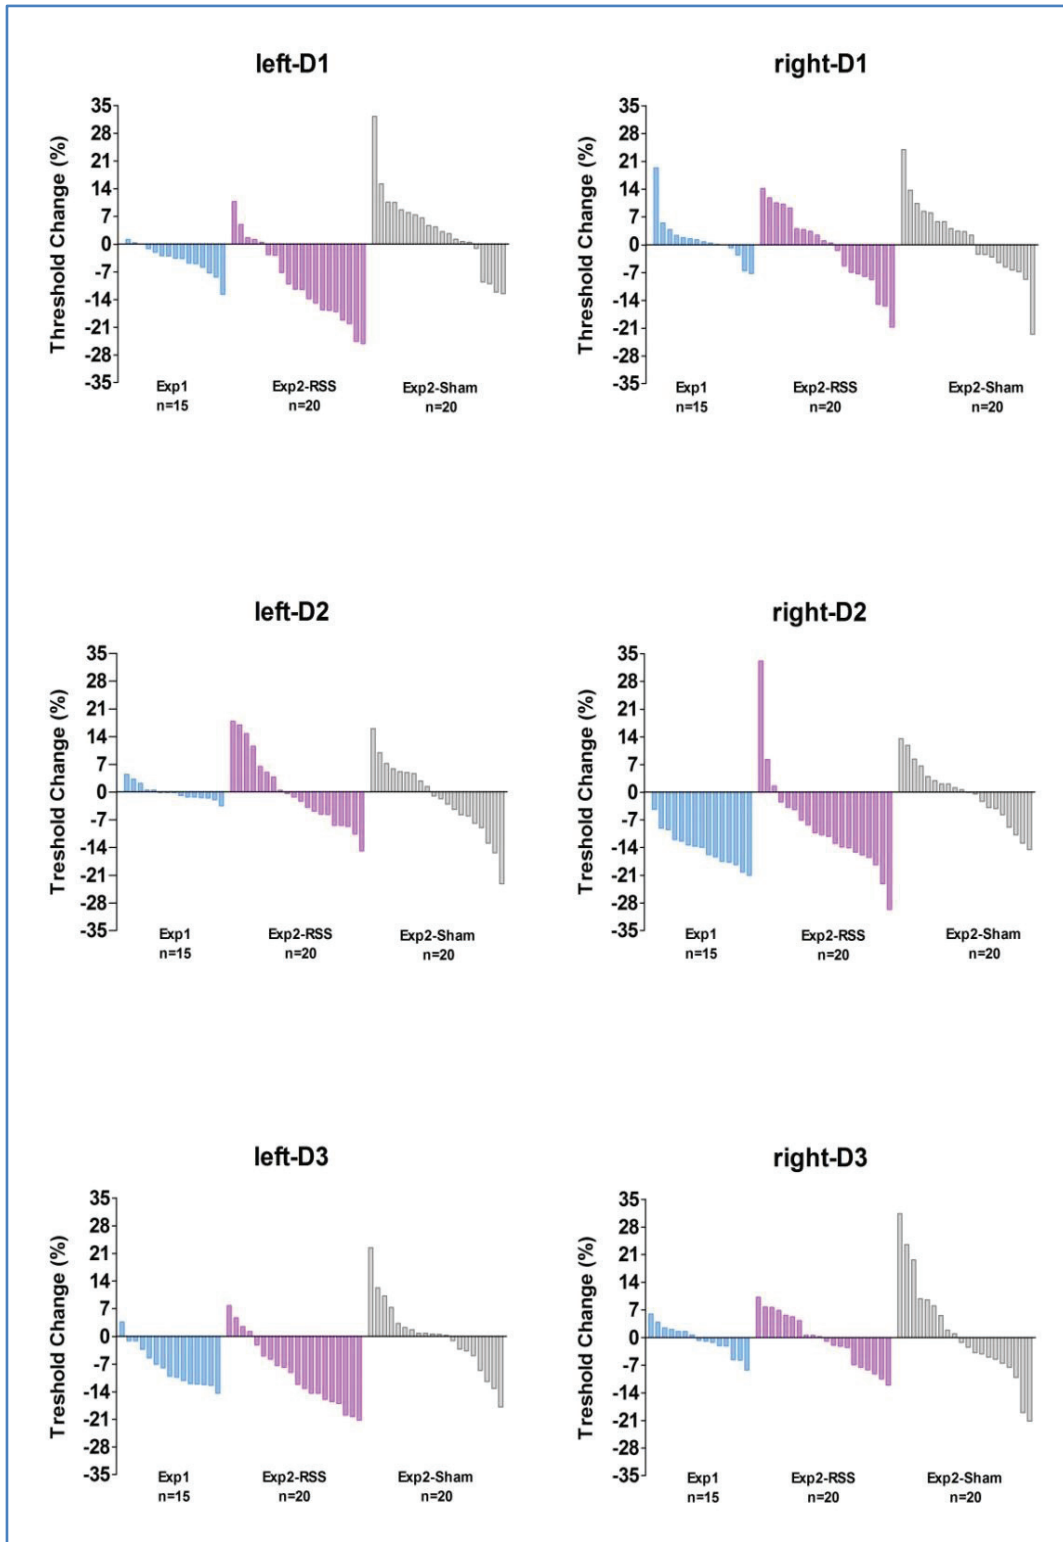 left-D1
Threshold Change (%)
35
28
21
14
7
0
-7
-14
-21
-28
-35
Exp1
n=15
Exp2-RSS
n=20
Exp2-Sham
n=20
right-D1
Threshold Change (%)
35
28
21
14
7
0
-7
-14
-21
-28
-35
Exp1
n=15
Exp2-RSS
n=20
Exp2-Sham
n=20
left-D2
Treshold Change (%)
35
28
21
14
7
0
-7
-14
-21
-28
-35
Exp1
n=15
Exp2-RSS
n=20
Exp2-Sham
n=20
right-D2
Treshold Change (%)
35
28
21
14
7
0
-7
-14
-21
-28
-35
Exp1
n=15
Exp2-RSS
n=20
Exp2-Sham
n=20
left-D3
Treshold Change (%)
35
28
21
14
7
0
-7
-14
-21
-28
-35
Exp1
n=15
Exp2-RSS
n=20
Exp2-Sham
n=20
right-D3
Treshold Change (%)
35
28
21
14
7
0
-7
-14
-21
-28
-35
Exp1
n=15
Exp2-RSS
n=20
Exp2-Sham
n=20